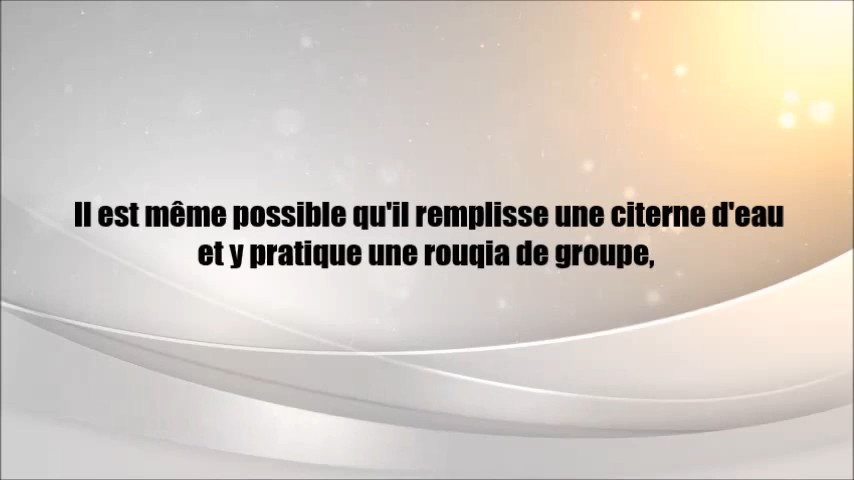 Il est même possible qu'il remplisse une citerne d'eau
et y pratique une rouqia de groupe,